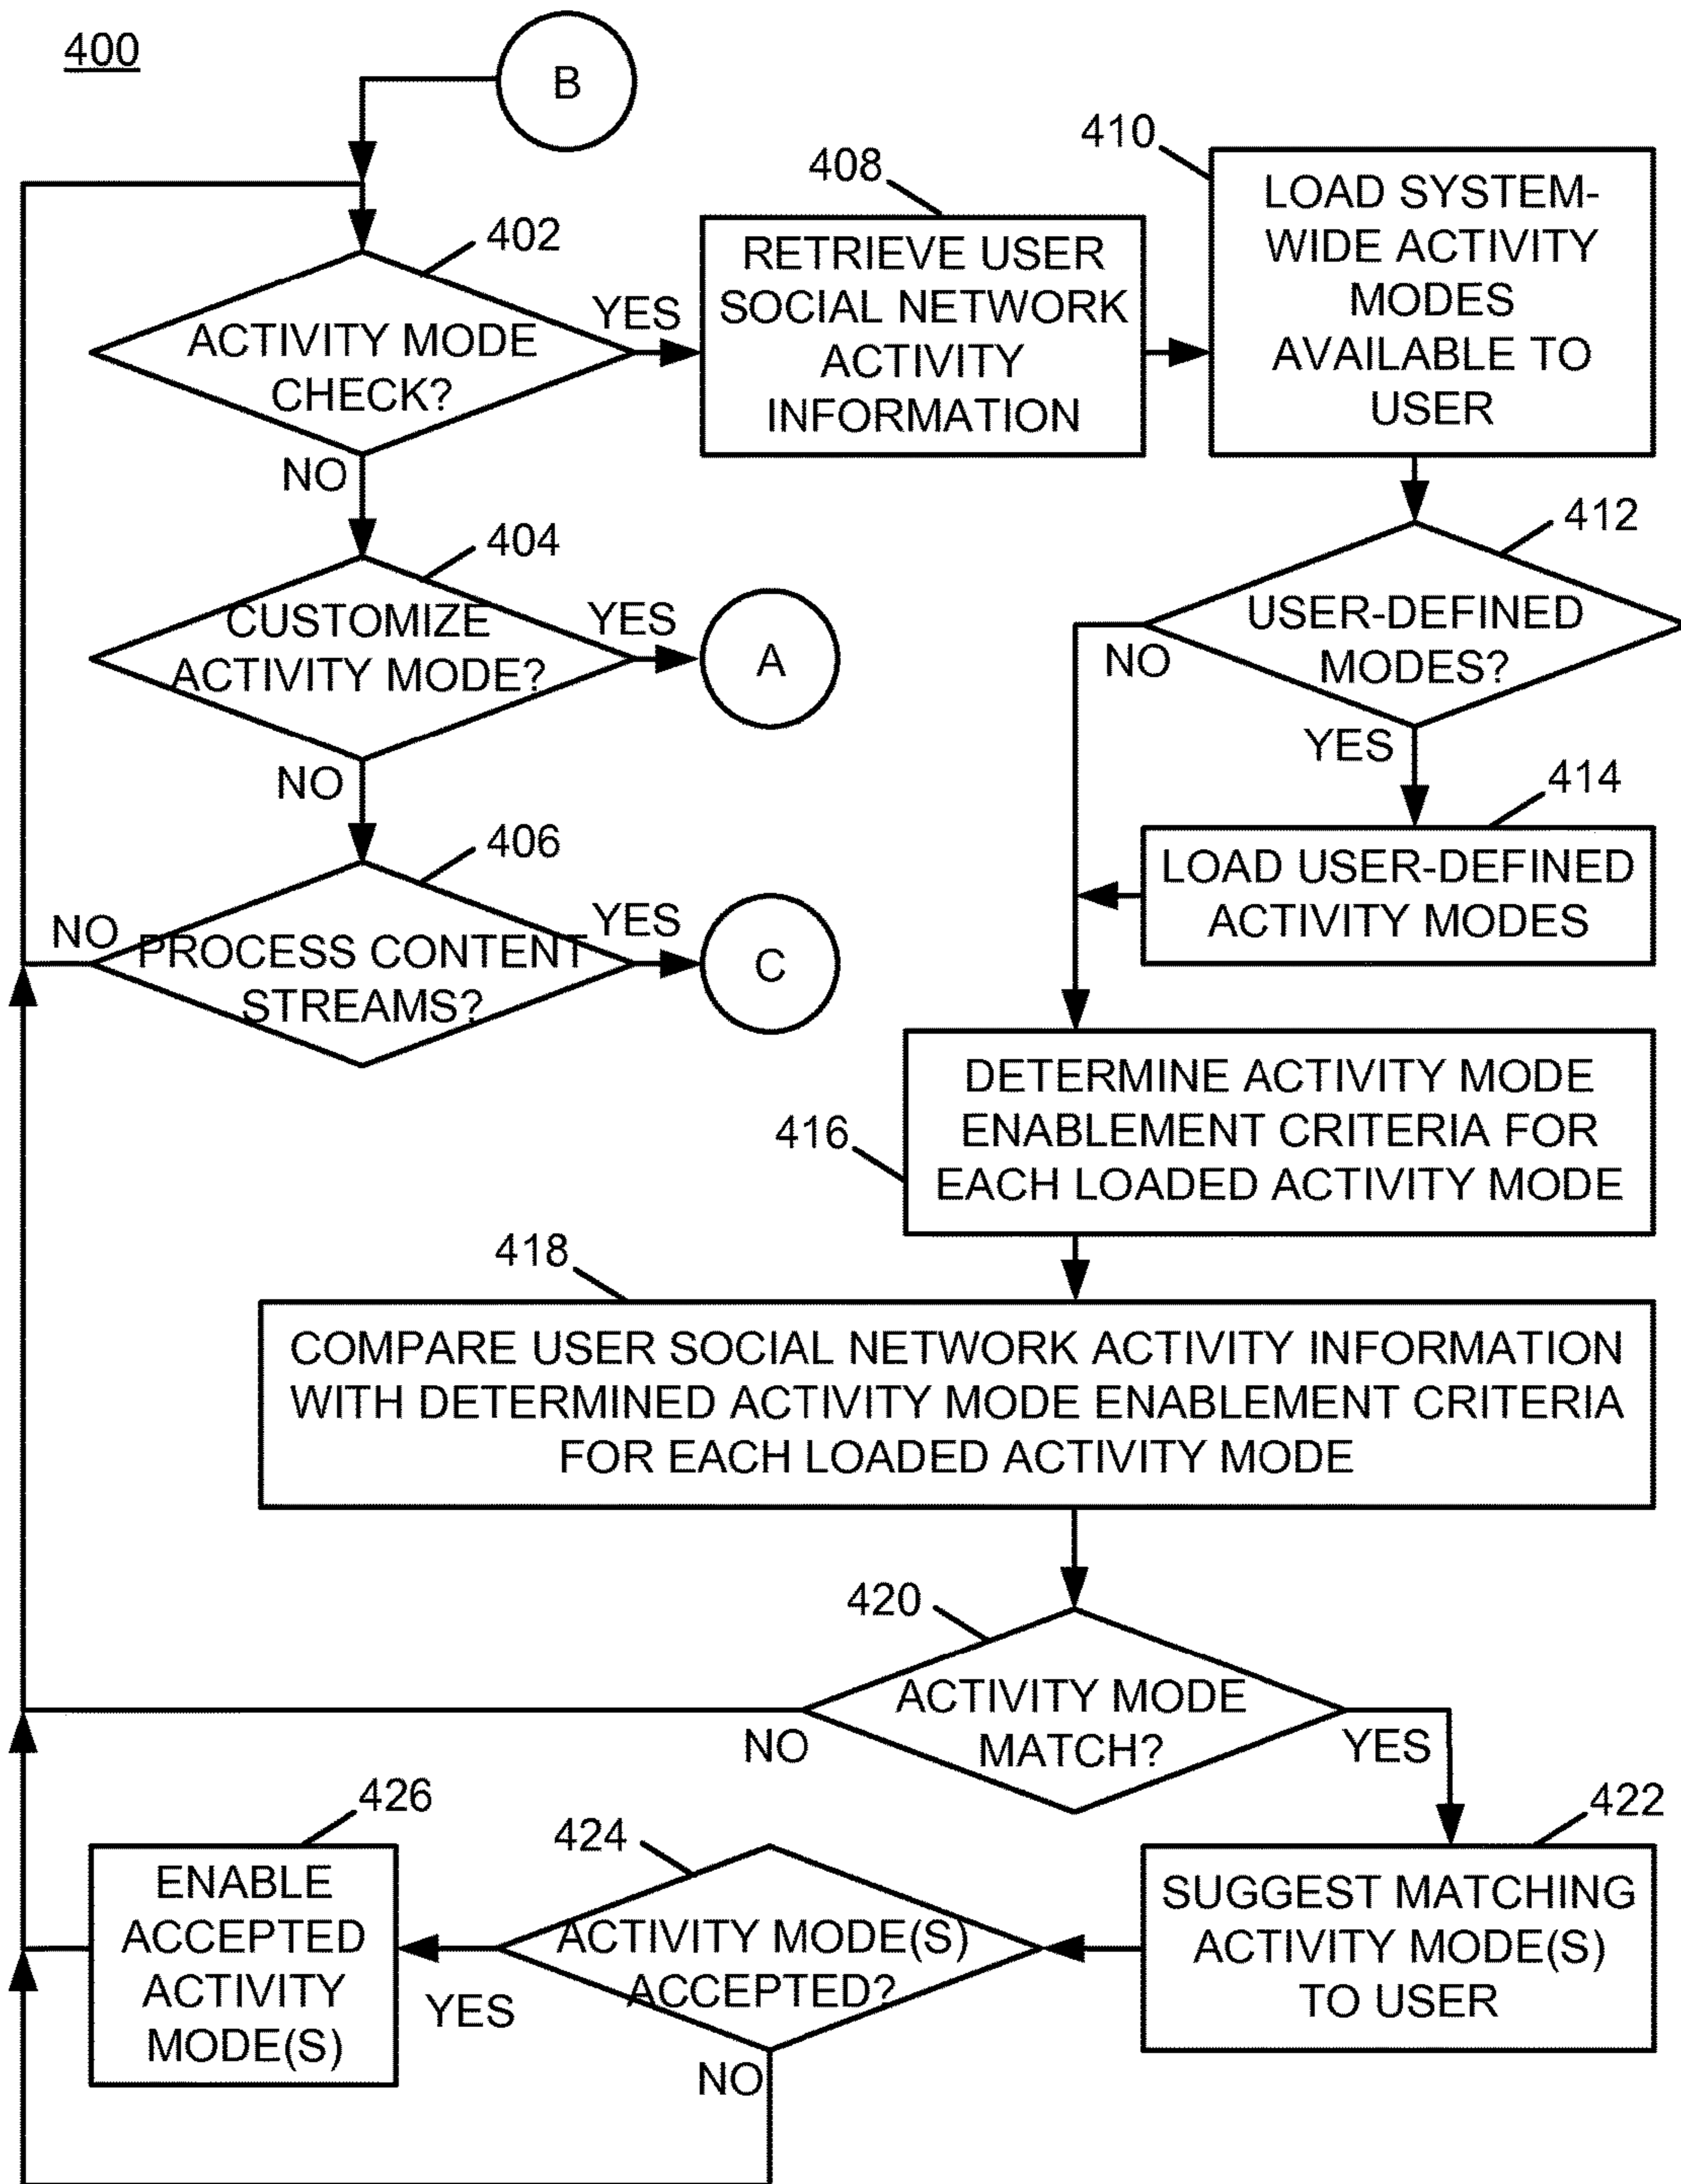 400
B
402
ACTIVITY MODE
CHECK?
YES
NO
408
RETRIEVE USER
SOCIAL NETWORK
ACTIVITY
INFORMATION
410
LOAD SYSTEM-
WIDE ACTIVITY
MODES
AVAILABLE TO
USER
404
CUSTOMIZE
ACTIVITY MODE?
YES
NO
A
412
USER-DEFINED
MODES?
NO
YES
414
LOAD USER-DEFINED
ACTIVITY MODES
406
PROCESS CONTENT
STREAMS?
NO
YES
C
416
DETERMINE ACTIVITY MODE
ENABLEMENT CRITERIA FOR
EACH LOADED ACTIVITY MODE
418
COMPARE USER SOCIAL NETWORK ACTIVITY INFORMATION
WITH DETERMINED ACTIVITY MODE ENABLEMENT CRITERIA
FOR EACH LOADED ACTIVITY MODE
420
ACTIVITY MODE
MATCH?
NO
YES
422
SUGGEST MATCHING
ACTIVITY MODE(S)
TO USER
424
ACTIVITY MODE(S)
ACCEPTED?
YES
NO
426
ENABLE
ACCEPTED
ACTIVITY
MODE(S)